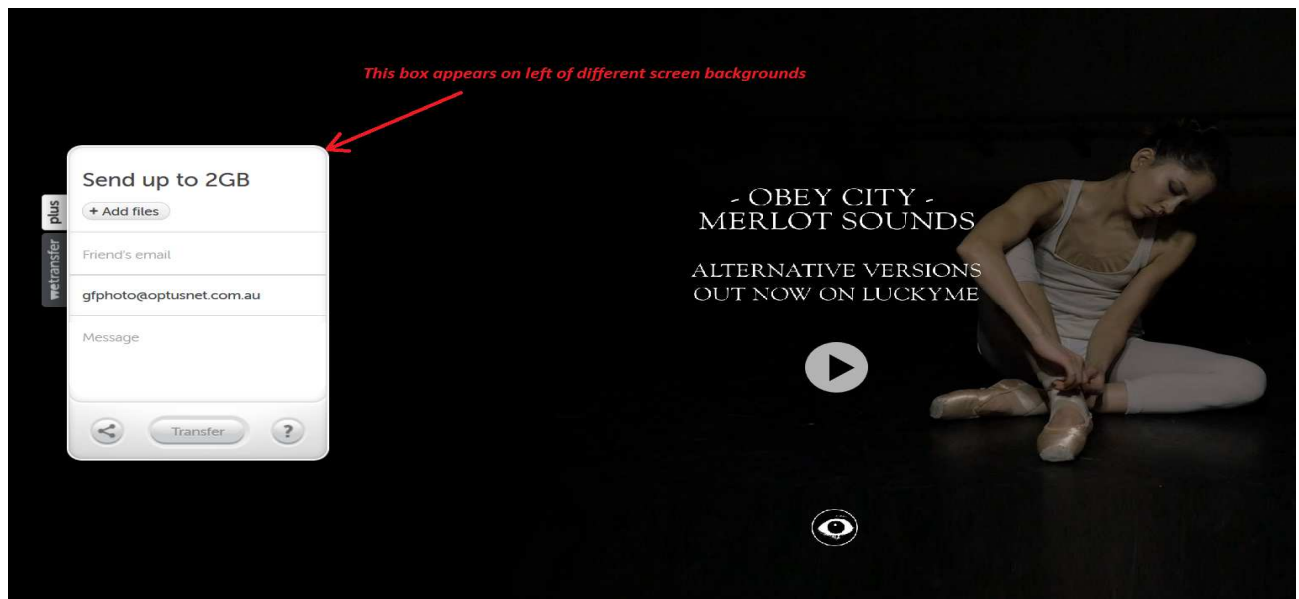 This box appears on left of different screen backgrounds
Send up to 2GB
+ Add files
Friend's email
gfphoto@optusnet.com.au
Message
Transfer
?
plus
wetransfer
- OBEY CITY -
MERLOT SOUNDS
ALTERNATIVE VERSIONS
OUT NOW ON LUCKYME